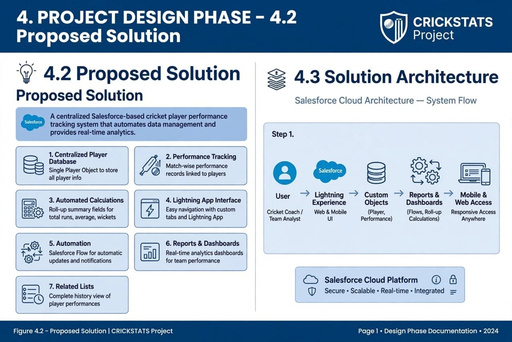 4. PROJECT DESIGN PHASE – 4.2
Proposed Solution
CRICKSTATS
Project
4.2 Proposed Solution
Proposed Solution
salesforce
A centralized Salesforce-based cricket player performance
tracking system that automates data management and
provides real-time analytics.
1. Centralized Player
Database
Single Player Object to store
all player info
2. Performance Tracking
Match-wise performance
records linked to players
3. Automated Calculations
Roll-up summary fields for
total runs, average, wickets
4. Lightning App Interface
Easy navigation with custom
tabs and Lightning App
5. Automation
Salesforce Flow for automatic
updates and notifications
6. Reports & Dashboards
Real-time analytics dashboards
for team performance
7. Related Lists
Complete history view of
player performances
4.3 Solution Architecture
Salesforce Cloud Architecture — System Flow
Step 1.
User
Cricket Coach /
Team Analyst
salesforce
Lightning
Experience
Web & Mobile
UI
Custom
Objects
(Player,
Performance)
Reports &
Dashboards
(Flows, Roll-up
Calculations)
Mobile &
Web Access
Responsive Access
Anywhere
Salesforce Cloud Platform
Secure • Scalable • Real-time • Integrated
Figure 4.2 - Proposed Solution | CRICKSTATS Project
Page 1 • Design Phase Documentation • 2024